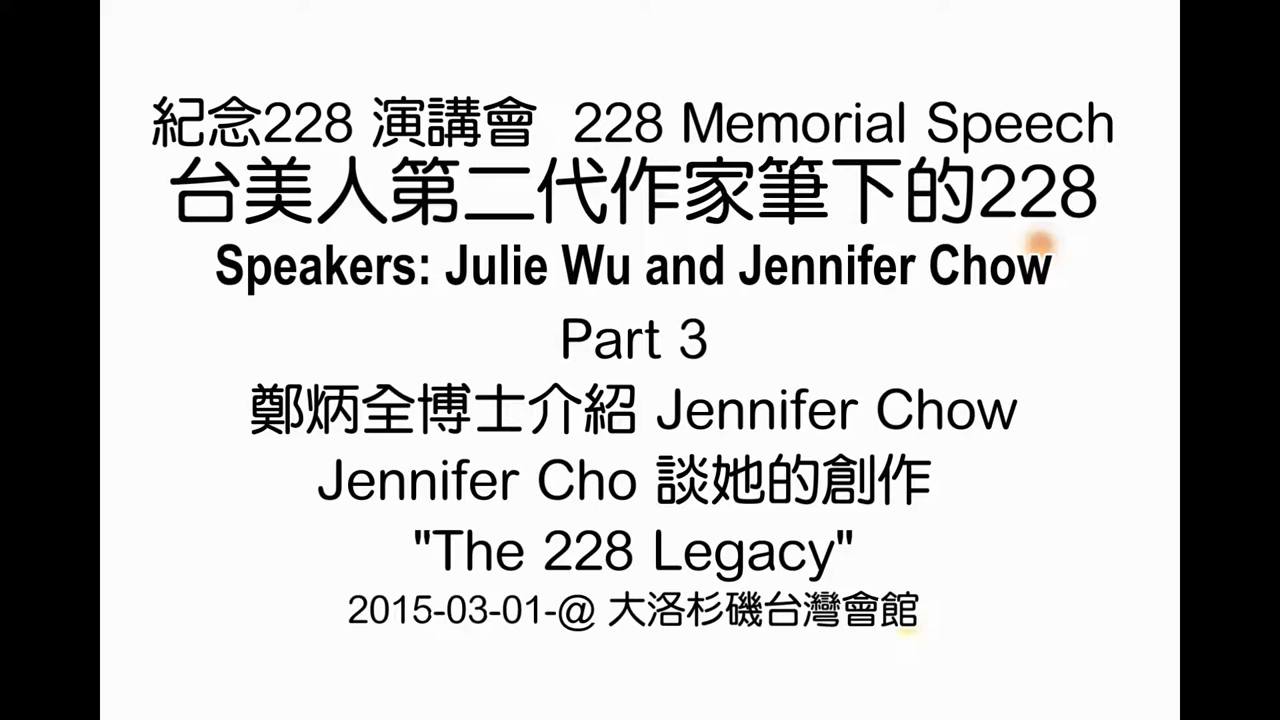 紀念228 演講會 228 Memorial Speech
台美人第二代作家筆下的228
Speakers: Julie Wu and Jennifer Chow
Part 3
鄭炳全博士介紹 Jennifer Chow
Jennifer Cho 談她的創作
"The 228 Legacy"
2015-03-01-@ 大洛杉磯台灣會館